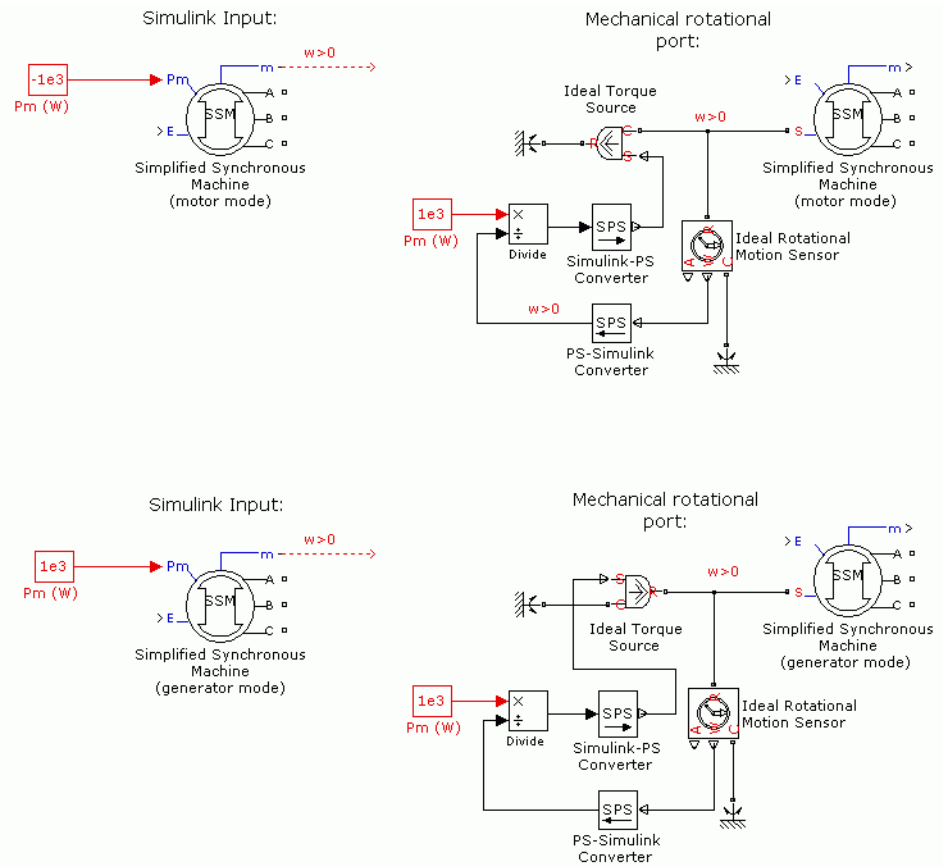 Simulink Input:
-1e3
Pm (W)
Pm
m
w>0
SSM
A
B
C
>E
Simplified Synchronous
Machine
(motor mode)
Mechanical rotational
port:
Ideal Torque
Source
R
C
S
w>0
>E
m>
SSM
A
B
C
S
Simplified Synchronous
Machine
(motor mode)
1e3
Pm (W)
×
÷
Divide
SPS
Simulink-PS
Converter
R
A
W
C
Ideal Rotational
Motion Sensor
w>0
SPS
PS-Simulink
Converter
Simulink Input:
1e3
Pm (W)
Pm
m
w>0
SSM
A
B
C
>E
Simplified Synchronous
Machine
(generator mode)
Mechanical rotational
port:
S
C
R
Ideal Torque
Source
w>0
>E
m>
SSM
A
B
C
S
Simplified Synchronous
Machine
(generator mode)
1e3
Pm (W)
×
÷
Divide
SPS
Simulink-PS
Converter
R
A
W
C
Ideal Rotational
Motion Sensor
SPS
PS-Simulink
Converter